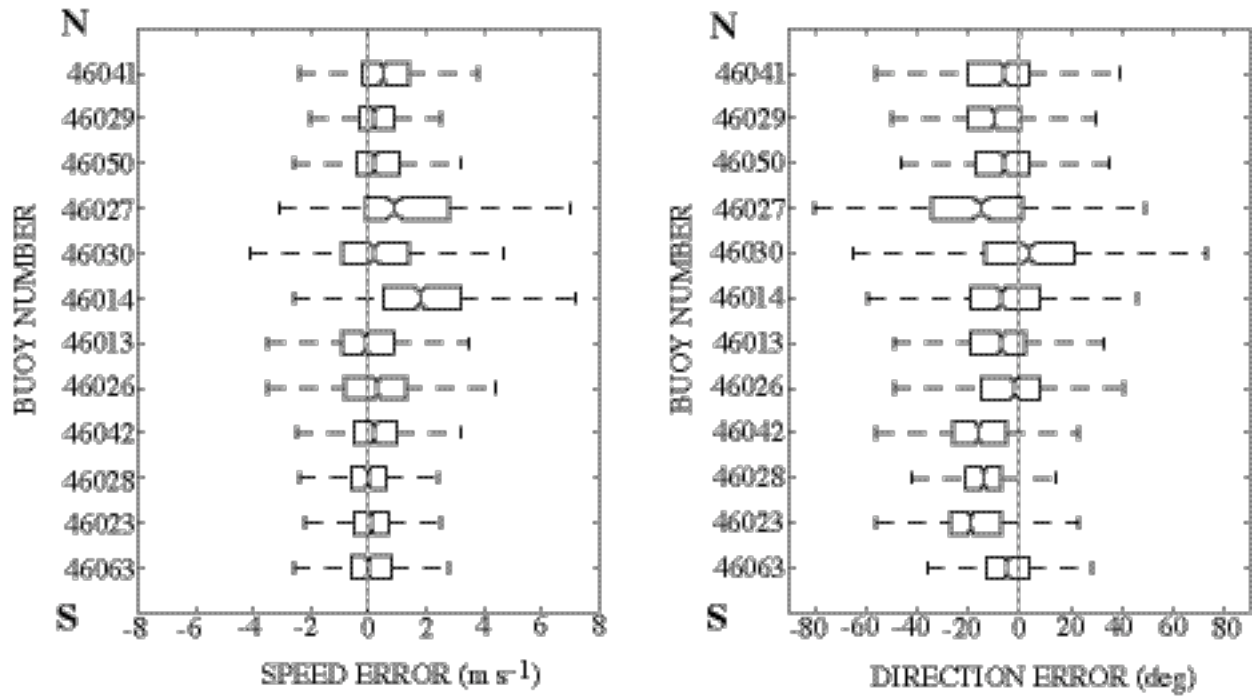 N
46041
46029
46050
46027
46030
46014
46013
46026
46042
46028
46023
46063
S
BUOY NUMBER
-8 -6 -4 -2 0 2 4 6 8
SPEED ERROR (m s-1)
N
46041
46029
46050
46027
46030
46014
46013
46026
46042
46028
46023
46063
S
BUOY NUMBER
-80 -60 -40 -20 0 20 40 60 80
DIRECTION ERROR (deg)